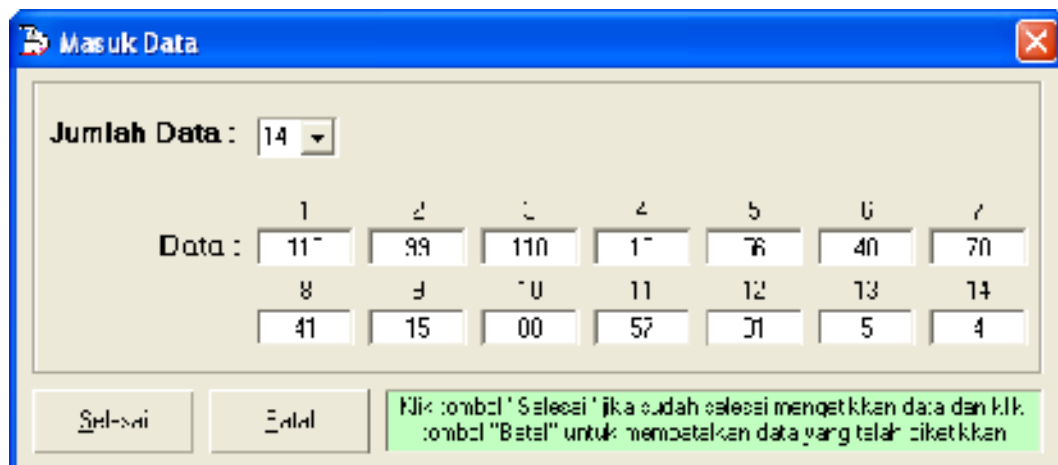 Masuk Data
Jumlah Data : 14
1 2 4 5 6 7
Data : 99 110 40 70
8 9 10 11 12 13 14
41 15 57 5 4
Selesai Batal
Klik tombol "Selesai" jika sudah selesai mengetikkan data dan klik
tombol "Batal" untuk membatalkan data yang telah diketikkan